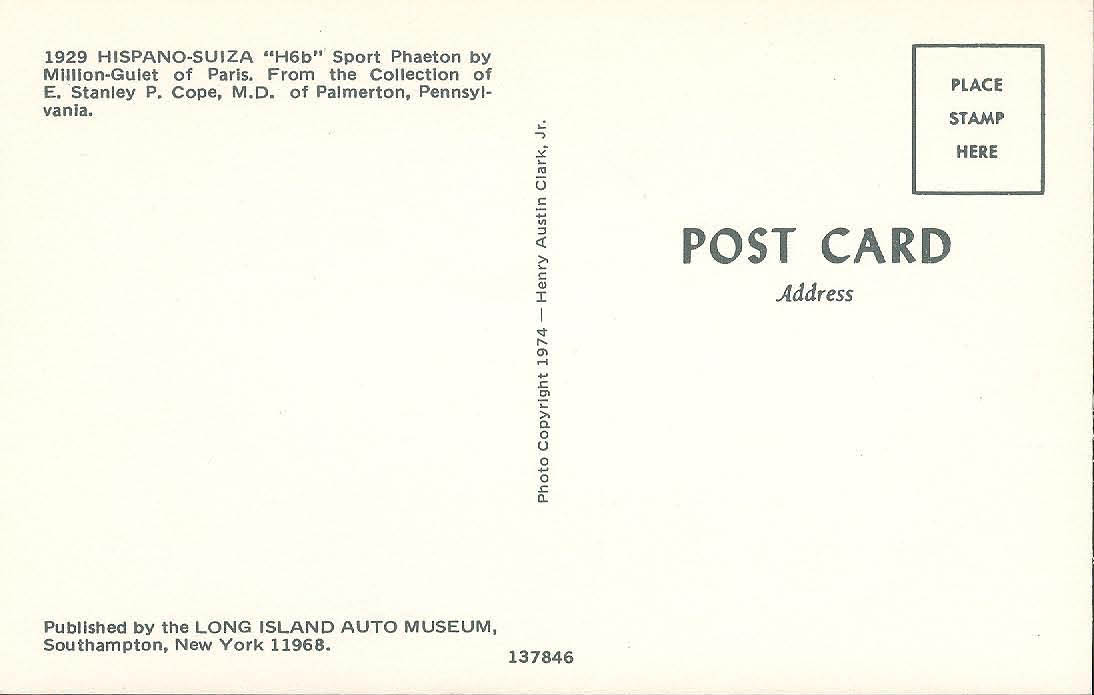 1929 HISPANO-SUIZA "H6b" Sport Phaeton by
Million-Guiet of Paris. From the Collection of
E. Stanley P. Cope, M.D. of Palmerton, Pennsyl-
vania.
Photo Copyright 1974 — Henry Austin Clark, Jr.
PLACE
STAMP
HERE
POST CARD
Address
Published by the LONG ISLAND AUTO MUSEUM,
Southampton, New York 11968.
137846